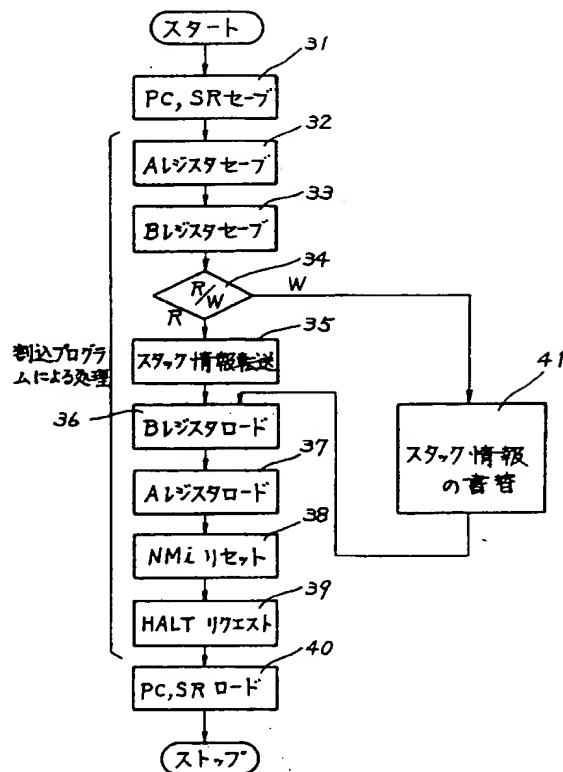 スタート
31
PC, SRセーブ
32
Aレジスタセーブ
33
Bレジスタセーブ
34
R/W
W
R
35
スタック情報転送
割込プログラ
ムによる処理
36
Bレジスタロード
41
スタック情報
の書替
37
Aレジスタロード
38
NMi リセット
39
HALT リクエスト
40
PC,SR ロード
ストップ